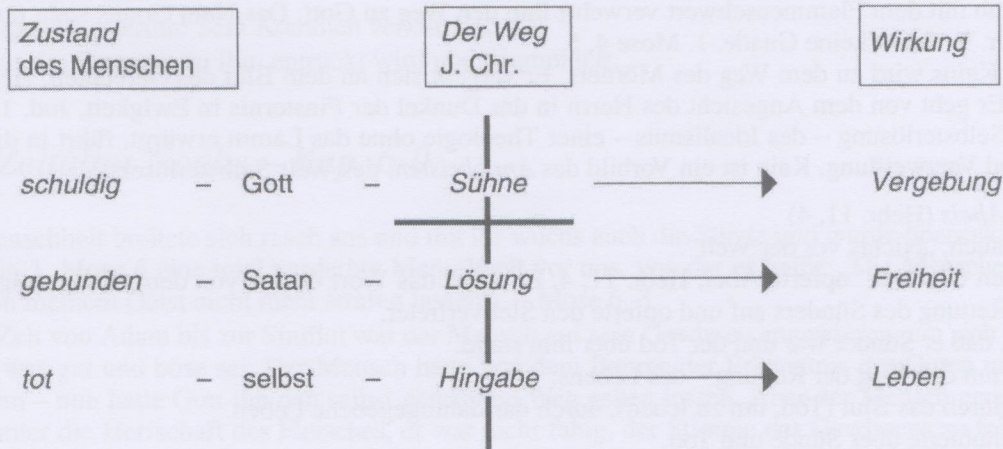 Zustand
des Menschen
Der Weg
J. Chr.
Wirkung
schuldig – Gott – Sühne Vergebung
gebunden – Satan – Lösung Freiheit
tot – selbst – Hingabe Leben